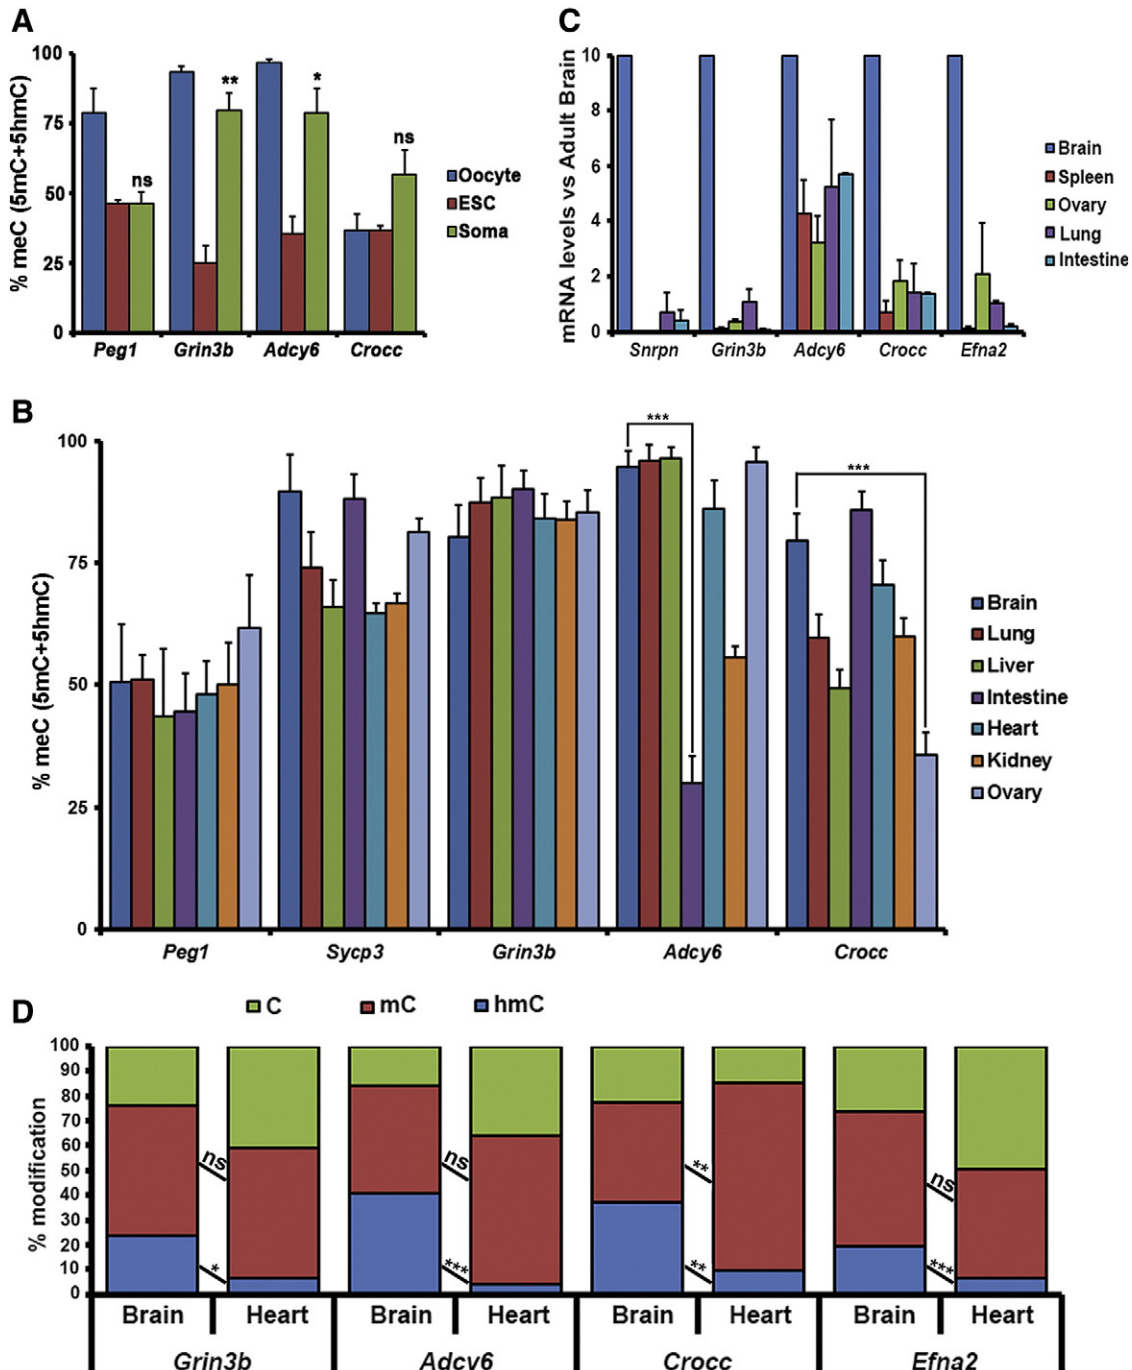 A
% meC (5mC+5hmC)
100
75
50
25
0
** *
ns ns
Oocyte
ESC
Soma
Peg1 Grin3b Adcy6 Crocc
C
mRNA levels vs Adult Brain
10
8
6
4
2
0
Brain
Spleen
Ovary
Lung
Intestine
Snrpn Grin3b Adcy6 Crocc Efna2
B
% meC (5mC+5hmC)
100
75
50
25
0
*** ***
Brain
Lung
Liver
Intestine
Heart
Kidney
Ovary
Peg1 Sycp3 Grin3b Adcy6 Crocc
D
C mC hmC
% modification
100
90
80
70
60
50
40
30
20
10
0
ns ns ** ns
* *** ** ***
Brain Heart Brain Heart Brain Heart Brain Heart
Grin3b Adcy6 Crocc Efna2